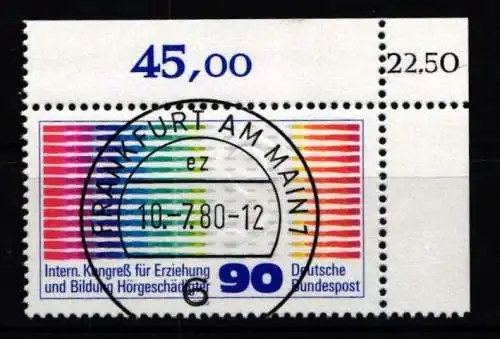 45,00
22.50
FRANKFURT AM MAIN 1
ez
10.-7.80-12
6
Intern. Kongreß für Erziehung
und Bildung Hörgeschädigter
90
Deutsche
Bundespost